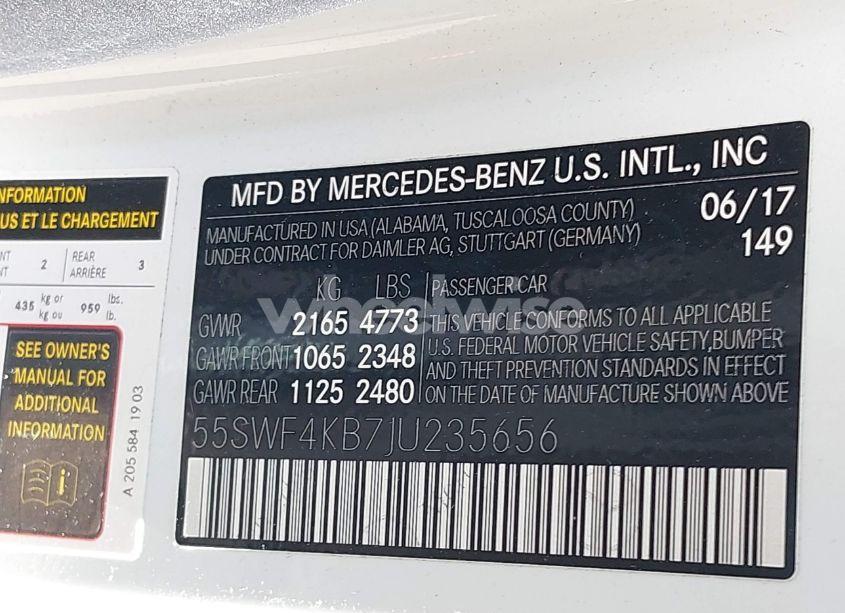 NFORMATION
US ET LE CHARGEMENT
NT 2 REAR 3
NT ARRIÈRE
435 kg or 959 lbs.
kg ou lb.
SEE OWNER'S
MANUAL FOR
ADDITIONAL
INFORMATION
A 205 584 19 03
MFD BY MERCEDES-BENZ U.S. INTL., INC
MANUFACTURED IN USA (ALABAMA, TUSCALOOSA COUNTY) 06/17
UNDER CONTRACT FOR DAIMLER AG, STUTTGART (GERMANY) 149
KG LBS PASSENGER CAR
GVWR 2165 4773 THIS VEHICLE CONFORMS TO ALL APPLICABLE
GAWR FRONT 1065 2348 U.S. FEDERAL MOTOR VEHICLE SAFETY,BUMPER
AND THEFT PREVENTION STANDARDS IN EFFECT
GAWR REAR 1125 2480 ON THE DATE OF MANUFACTURE SHOWN ABOVE
55SWF4KB7JU235656
wheelwise